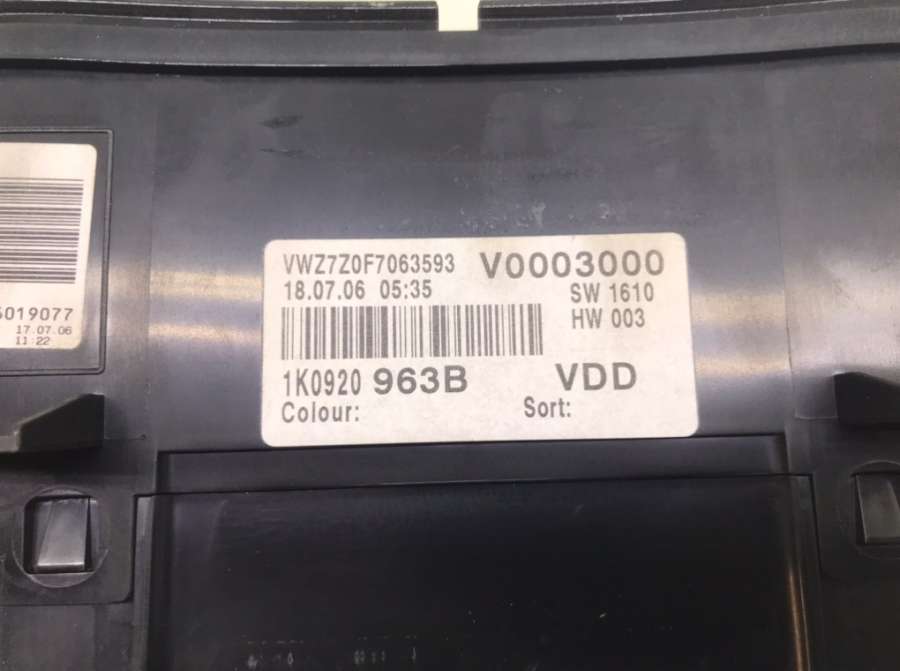 VWZ7Z0F7063593 V0003000
18.07.06 05:35 SW 1610
HW 003
1K0920 963B VDD
Colour: Sort:
6019077
17.07.06
11:22